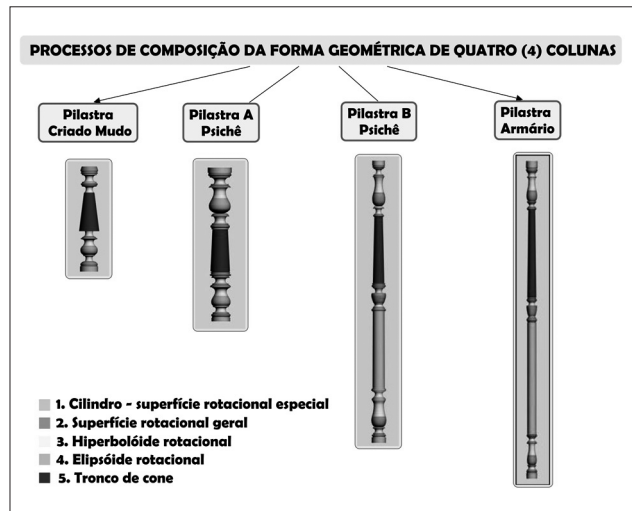 PROCESSOS DE COMPOSIÇÃO DA FORMA GEOMÉTRICA DE QUATRO (4) COLUNAS
Pilastra
Criado Mudo
Pilastra A
Psichê
Pilastra B
Psichê
Pilastra
Armário
1. Cilindro - superfície rotacional especial
2. Superfície rotacional geral
3. Hiperbolóide rotacional
4. Elipsóide rotacional
5. Tronco de cone